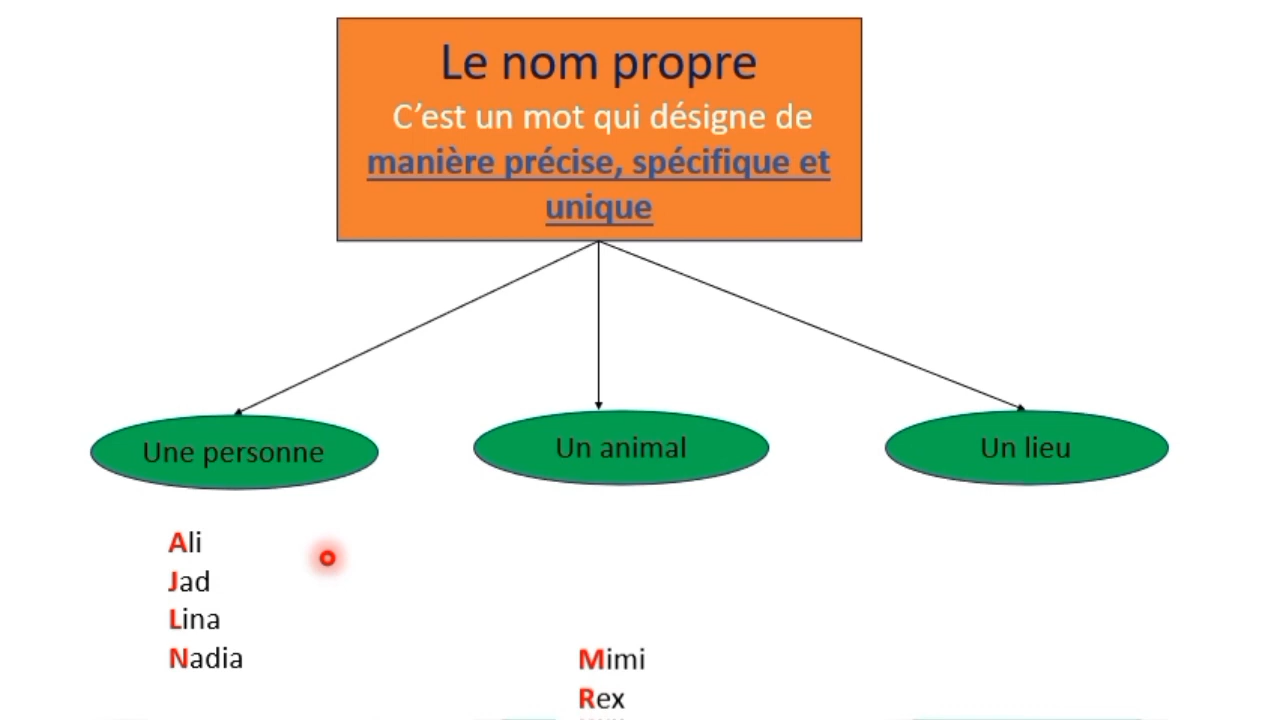 Le nom propre
C’est un mot qui désigne de
manière précise, spécifique et
unique
Une personne
Un animal
Un lieu
Ali
Jad
Lina
Nadia
Mimi
Rex